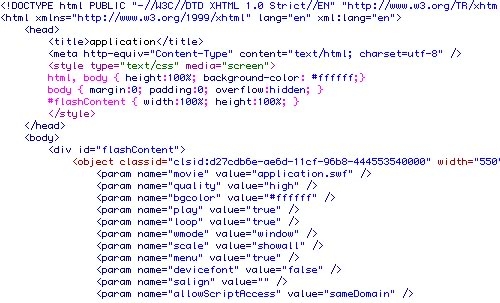 <!DOCTYPE html PUBLIC "-//W3C//DTD XHTML 1.0 Strict//EN" "http://www.w3.org/TR/xhtm
<html xmlns="http://www.w3.org/1999/xhtml" lang="en" xml:lang="en">
<head>
<title>application</title>
<meta http-equiv="Content-Type" content="text/html; charset=utf-8" />
<style type="text/css" media="screen">
html, body { height:100%; background-color: #ffffff;}
body { margin:0; padding:0; overflow:hidden; }
#flashContent { width:100%; height:100%; }
</style>
</head>
<body>
<div id="flashContent">
<object classid="clsid:d27cdb6e-ae6d-11cf-96b8-444553540000" width="550"
<param name="movie" value="application.swf" />
<param name="quality" value="high" />
<param name="bgcolor" value="#ffffff" />
<param name="play" value="true" />
<param name="loop" value="true" />
<param name="wmode" value="window" />
<param name="scale" value="showall" />
<param name="menu" value="true" />
<param name="devicefont" value="false" />
<param name="salign" value="" />
<param name="allowScriptAccess" value="sameDomain" />